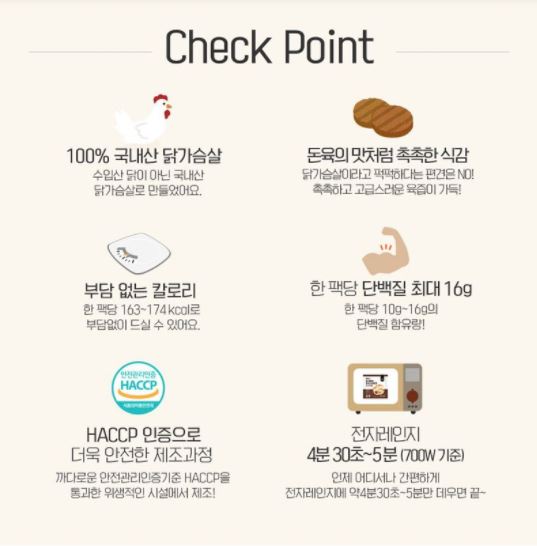 Check Point
100% 국내산 닭가슴살
수입산 닭이 아닌 국내산
닭가슴살로 만들었어요.
돈육의 맛처럼 촉촉한 식감
닭가슴살이라고 퍽퍽하다는 편견은 NO!
촉촉하고 고급스러운 육즙이 가득!
부담 없는 칼로리
한 팩당 163~174kcal로
부담없이 드실 수 있어요.
한 팩당 단백질 최대 16g
한 팩당 10g~16g의
단백질 함유량!
안전관리인증
HACCP
HACCP 인증으로
더욱 안전한 제조과정
까다로운 안전관리인증기준 HACCP을
통과한 위생적인 시설에서 제조!
전자레인지
4분 30초~5분 (700W 기준)
언제 어디서나 간편하게
전자레인지에 약4분30초~5분만 데우면 끝~